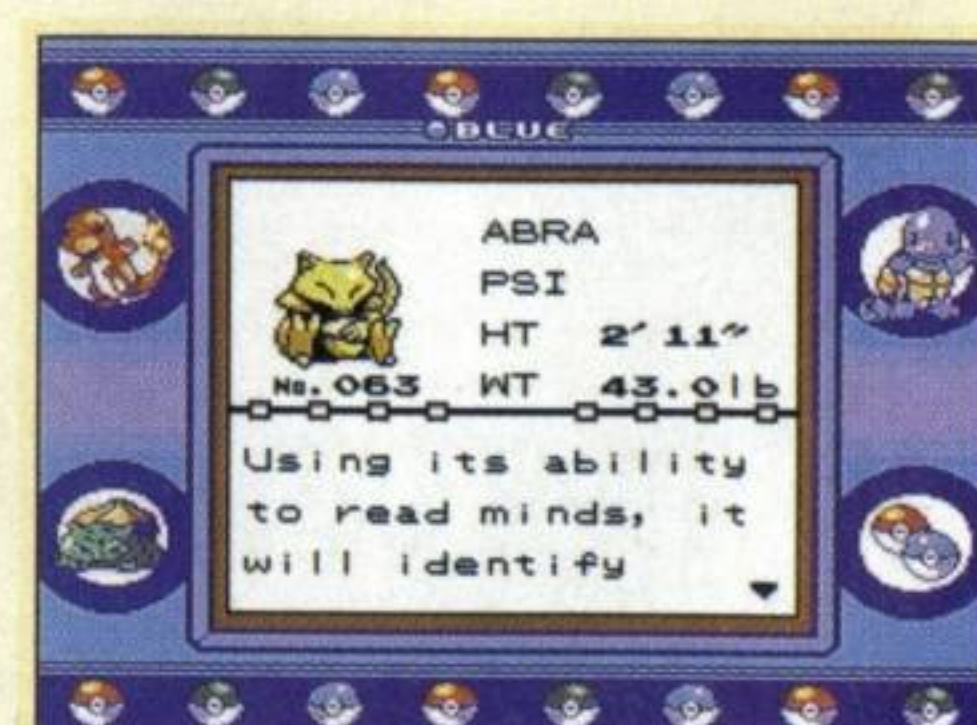 BLUE
ABRA
PSI
HT 2′ 11″
No.063 WT 43.0lb
Using its ability
to read minds, it
will identify